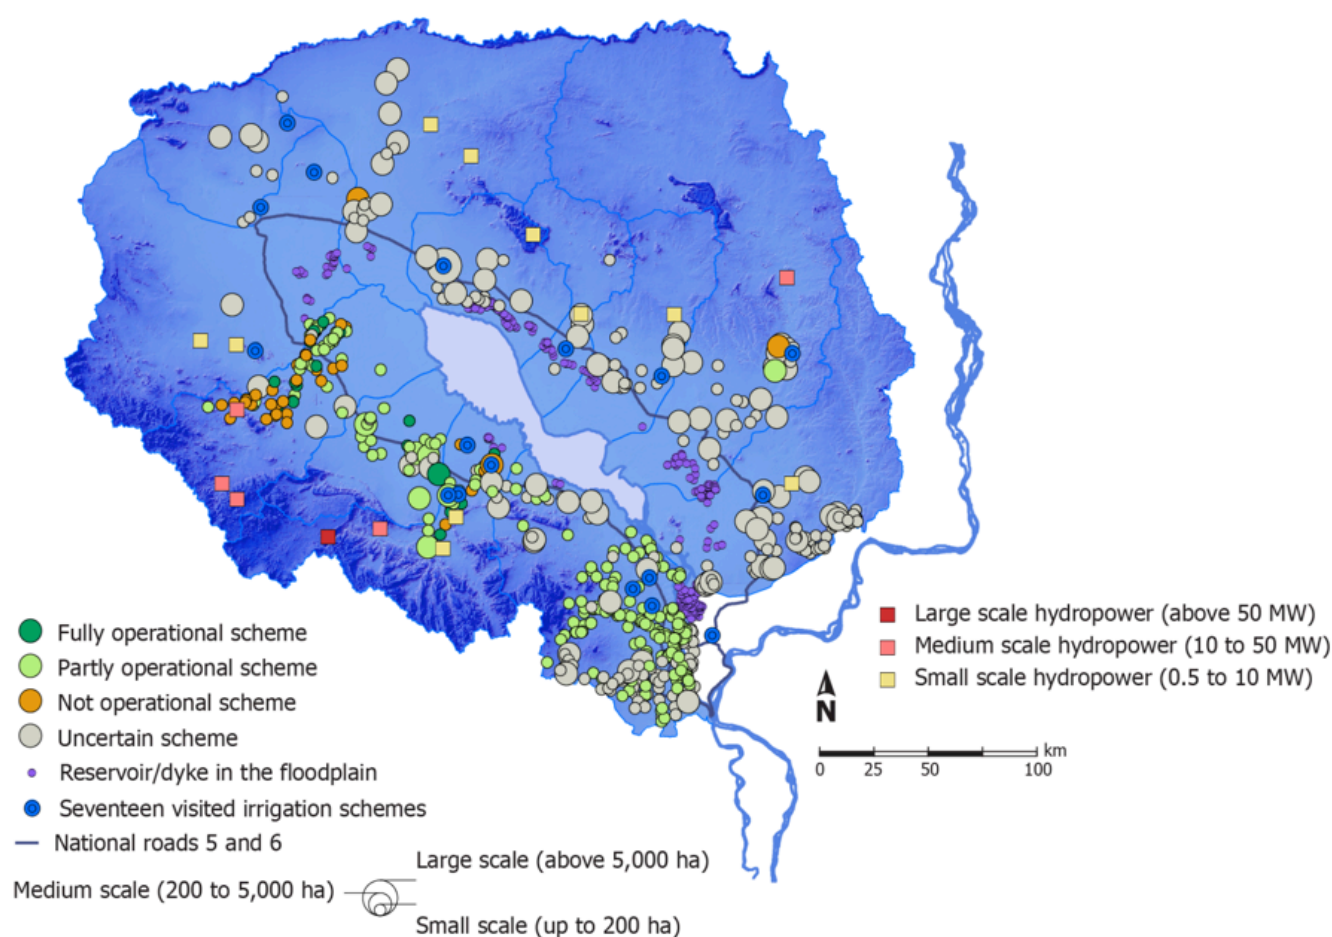 Fully operational scheme
Partly operational scheme
Not operational scheme
Uncertain scheme
Reservoir/dyke in the floodplain
Seventeen visited irrigation schemes
National roads 5 and 6
Large scale (above 5,000 ha)
Medium scale (200 to 5,000 ha)
Small scale (up to 200 ha)
Large scale hydropower (above 50 MW)
Medium scale hydropower (10 to 50 MW)
Small scale hydropower (0.5 to 10 MW)
N
km
0 25 50 100